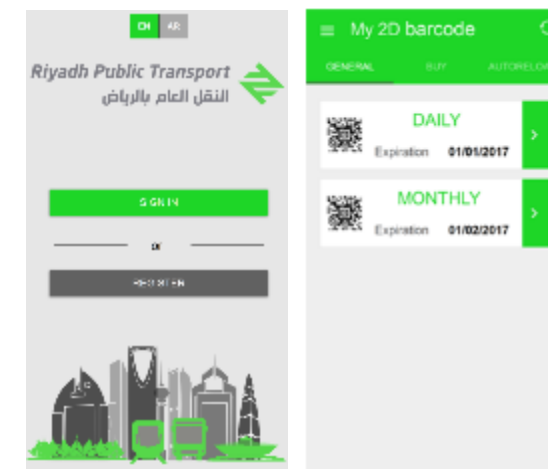 AR
Riyadh Public Transport
النقل العام بالرياض
SIGN IN
or
REGISTER
My 2D barcode
GENERAL BUY
DAILY
Expiration 01/01/2017
MONTHLY
Expiration 01/02/2017